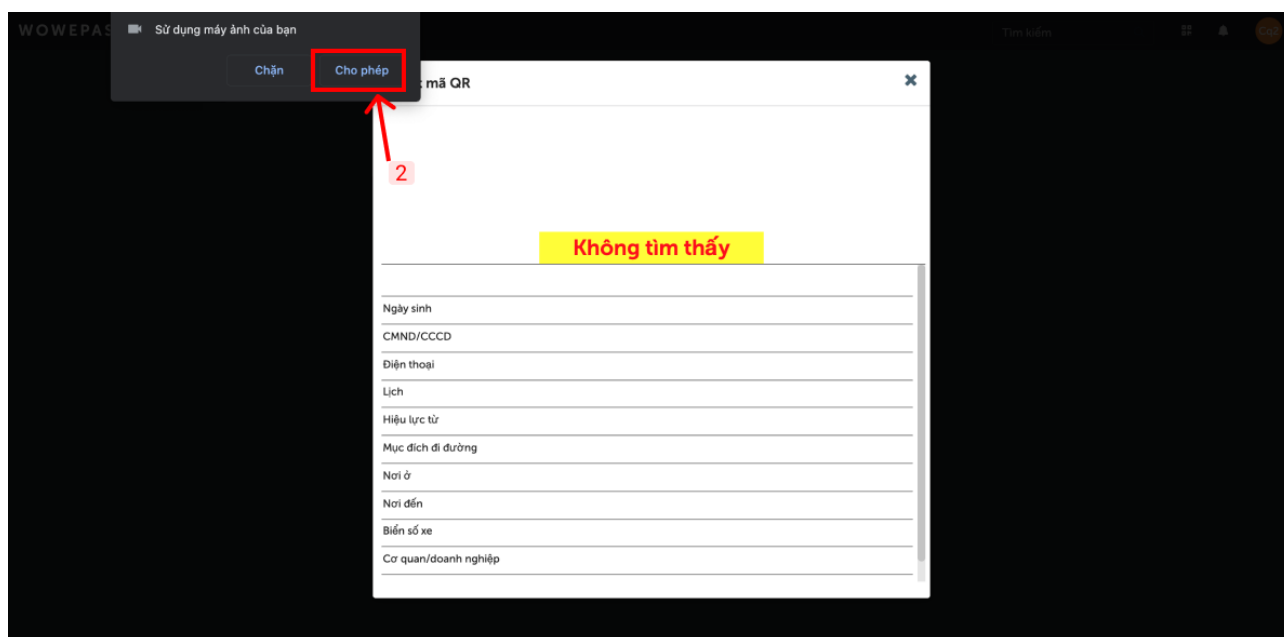 WOWEPAS
Sử dụng máy ảnh của bạn
Tìm kiếm
Chặn
Cho phép
mã QR
2
Không tìm thấy
Ngày sinh
CMND/CCCD
Điện thoại
Lịch
Hiệu lực từ
Mục đích đi đường
Nơi ở
Nơi đến
Biển số xe
Cơ quan/doanh nghiệp